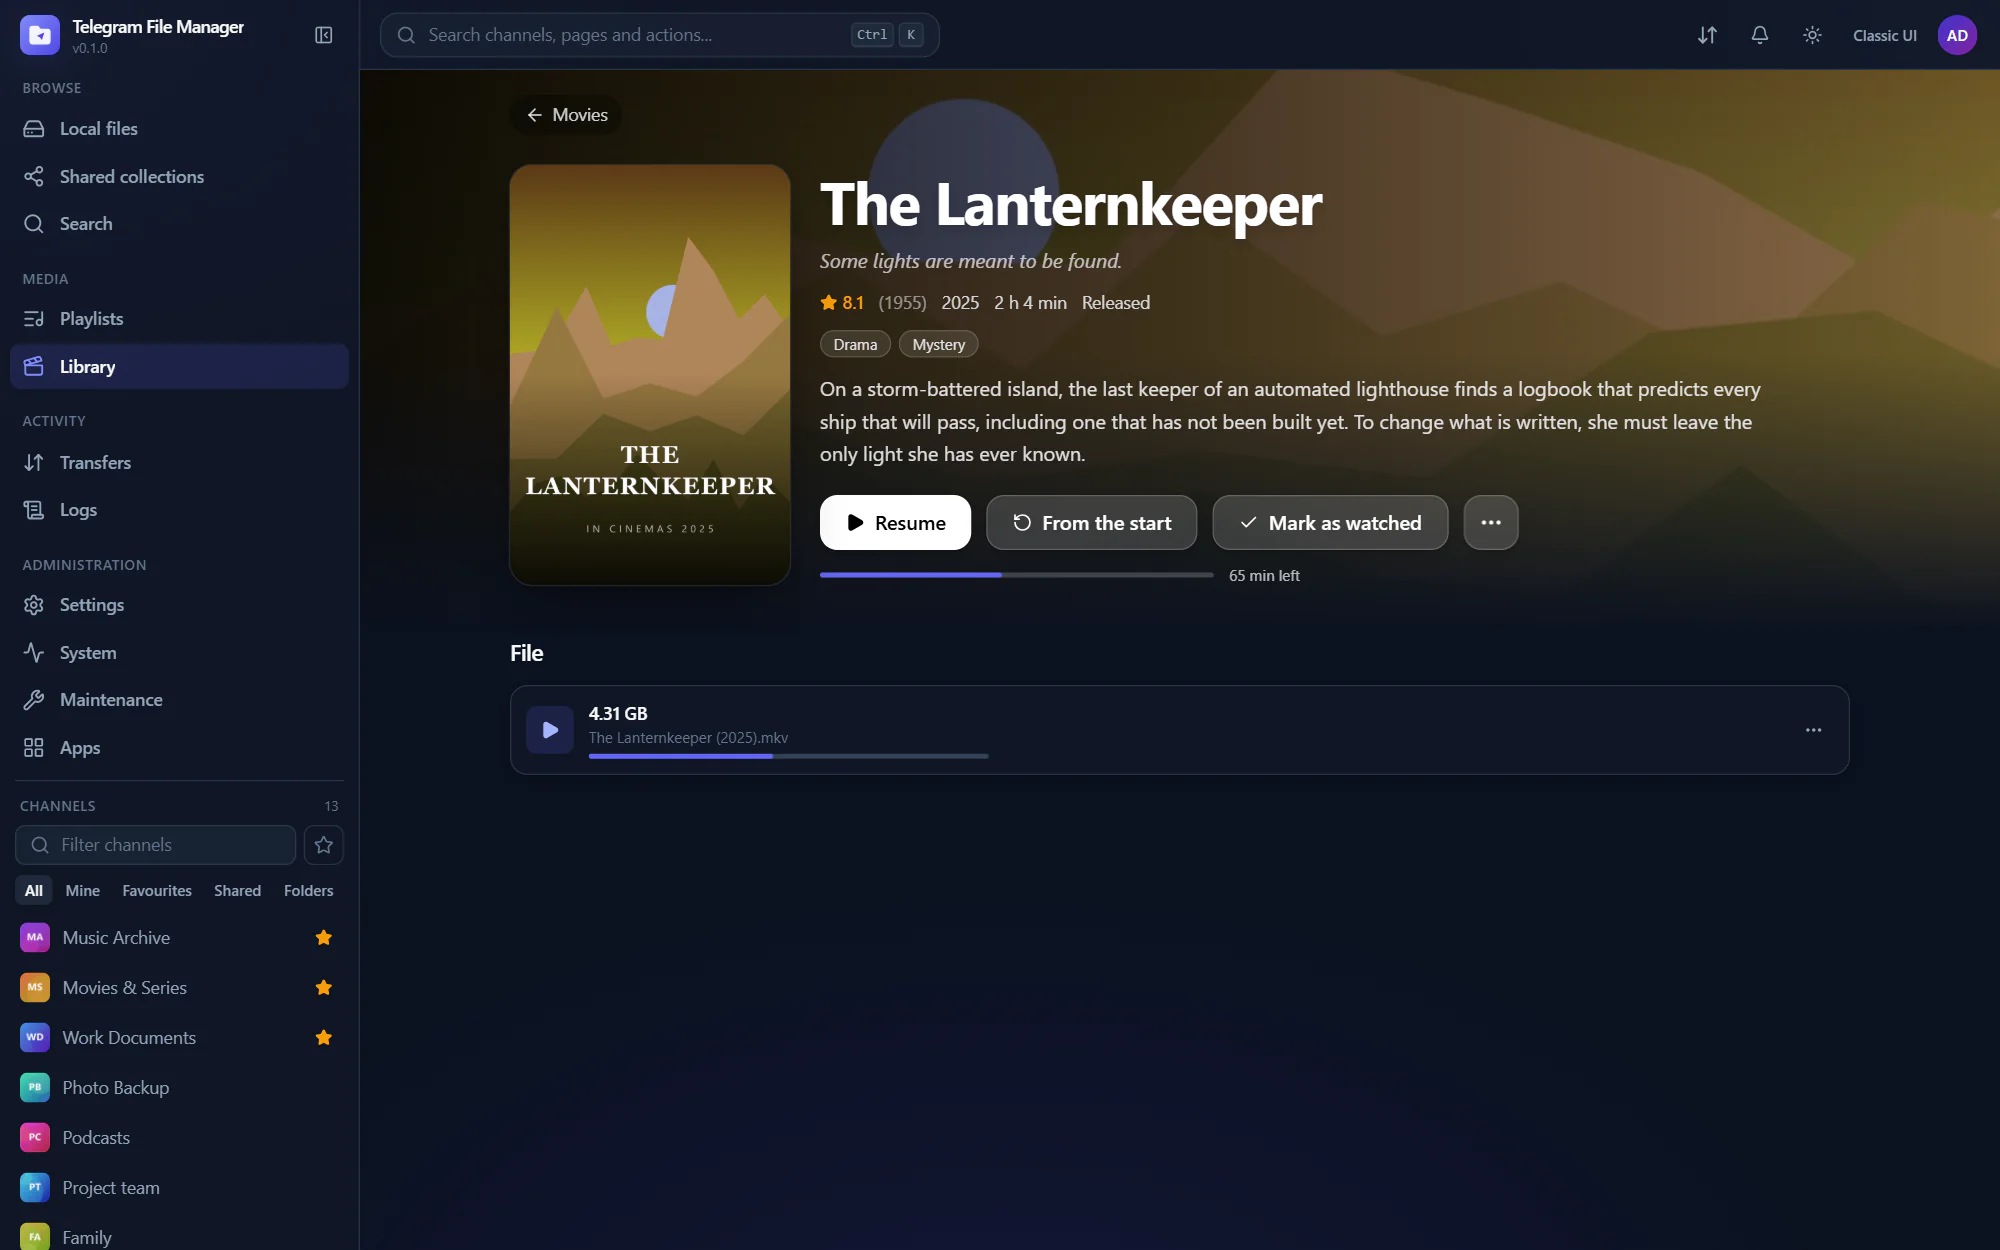 Telegram File Manager
v0.1.0
BROWSE
Local files
Shared collections
Search
MEDIA
Playlists
Library
ACTIVITY
Transfers
Logs
ADMINISTRATION
Settings
System
Maintenance
Apps
CHANNELS 13
Filter channels
All Mine Favourites Shared Folders
MA Music Archive
MS Movies & Series
WD Work Documents
PB Photo Backup
PC Podcasts
PT Project team
FA Family
Search channels, pages and actions... Ctrl K
Classic UI AD
Movies
THE
LANTERNKEEPER
IN CINEMAS 2025
The Lanternkeeper
Some lights are meant to be found.
8.1 (1955) 2025 2 h 4 min Released
Drama Mystery
On a storm-battered island, the last keeper of an automated lighthouse finds a logbook that predicts every
ship that will pass, including one that has not been built yet. To change what is written, she must leave the
only light she has ever known.
Resume From the start Mark as watched
65 min left
File
4.31 GB
The Lanternkeeper (2025).mkv